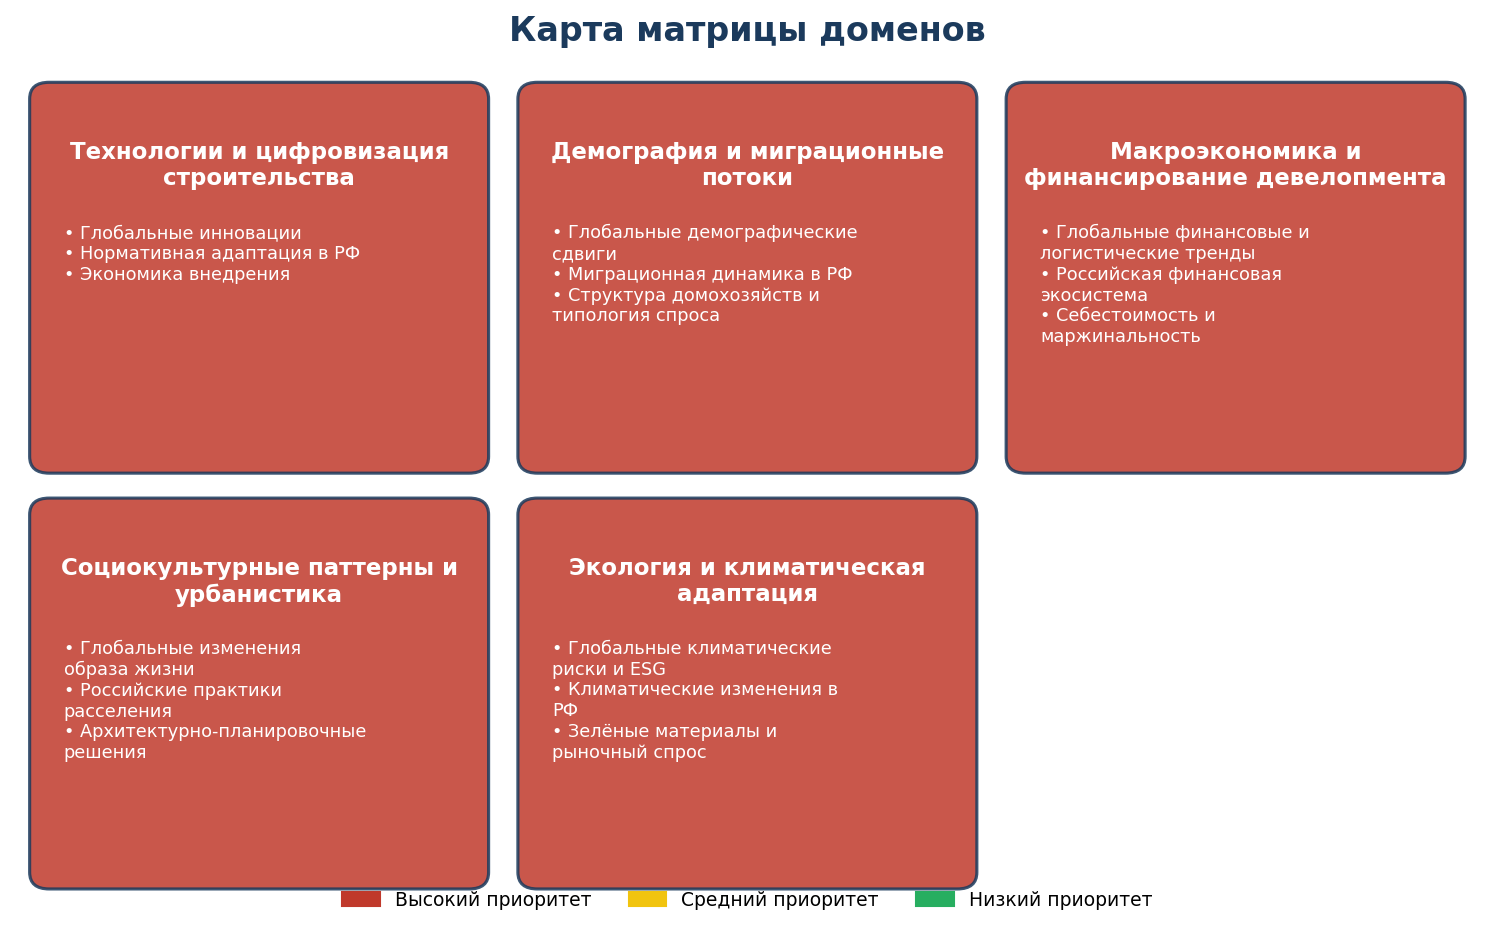 Карта матрицы доменов
Технологии и цифровизация
строительства
• Глобальные инновации
• Нормативная адаптация в РФ
• Экономика внедрения
Демография и миграционные
потоки
• Глобальные демографические
сдвиги
• Миграционная динамика в РФ
• Структура домохозяйств и
типология спроса
Макроэкономика и
финансирование девелопмента
• Глобальные финансовые и
логистические тренды
• Российская финансовая
экосистема
• Себестоимость и
маржинальность
Социокультурные паттерны и
урбанистика
• Глобальные изменения
образа жизни
• Российские практики
расселения
• Архитектурно-планировочные
решения
Экология и климатическая
адаптация
• Глобальные климатические
риски и ESG
• Климатические изменения в
РФ
• Зелёные материалы и
рыночный спрос
Высокий приоритет
Средний приоритет
Низкий приоритет